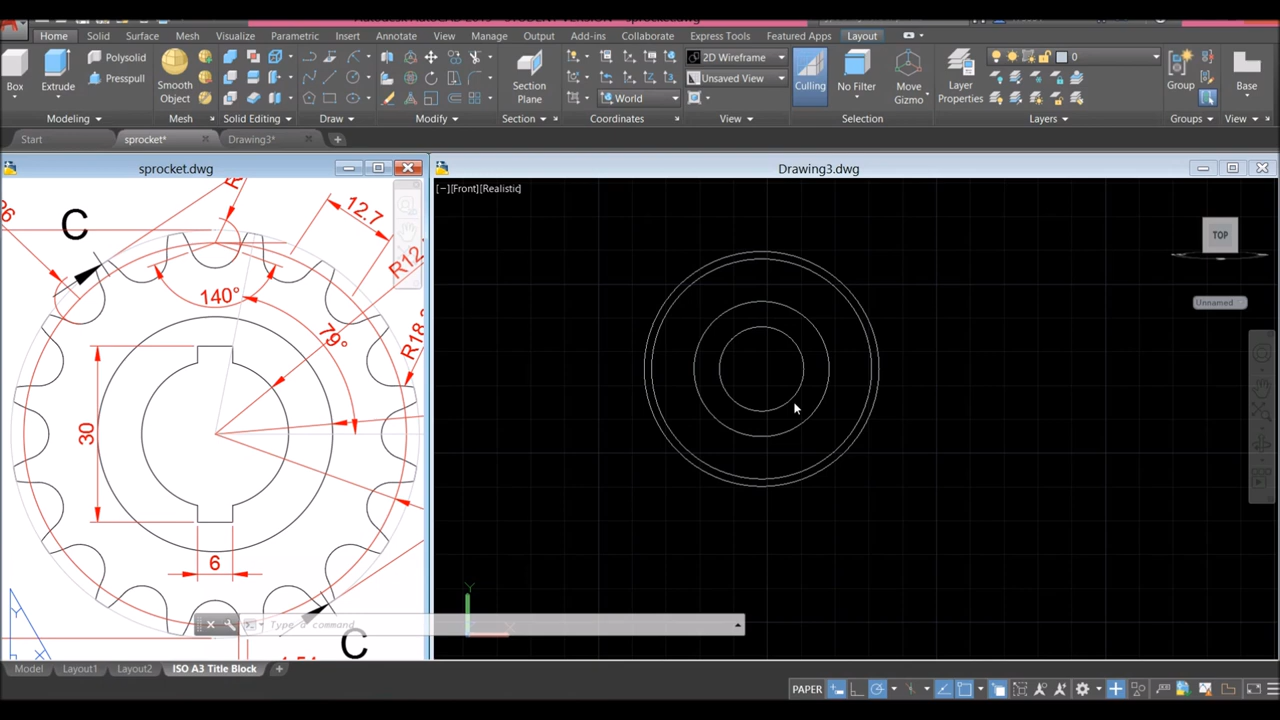 sprocket.dwg
Home Solid Surface Mesh Visualize Parametric Insert Annotate View Manage Output Add-ins Collaborate Express Tools Featured Apps Layout
Box
Extrude
Polysolid
Presspull
Smooth
Object
Section
Plane
2D Wireframe
Unsaved View
World
Culling
No Filter
Move
Gizmo
Layer
Properties
0
Group
Base
Modeling Mesh Solid Editing Draw Modify Section Coordinates View Selection Layers Groups View
Start sprocket* Drawing3*
sprocket.dwg
Drawing3.dwg
[−][Front][Realistic]
TOP
Unnamed
C
12.7
140°
79°
30
6
C
Y
Y
X
Type a command
Model Layout1 Layout2 ISO A3 Title Block
PAPER